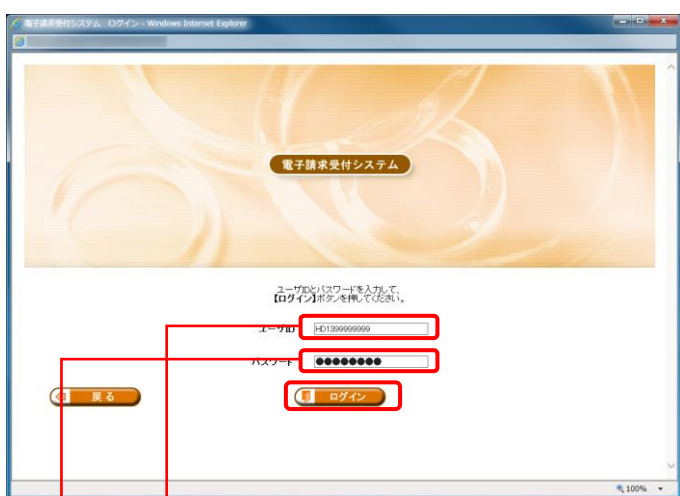 電子請求受付システム ログイン - Windows Internet Explorer
電子請求受付システム
ユーザIDとパスワードを入力して、
【ログイン】ボタンを押してください。
ユーザID
HD1399999999
パスワード
●●●●●●●●
戻る
ログイン
100%